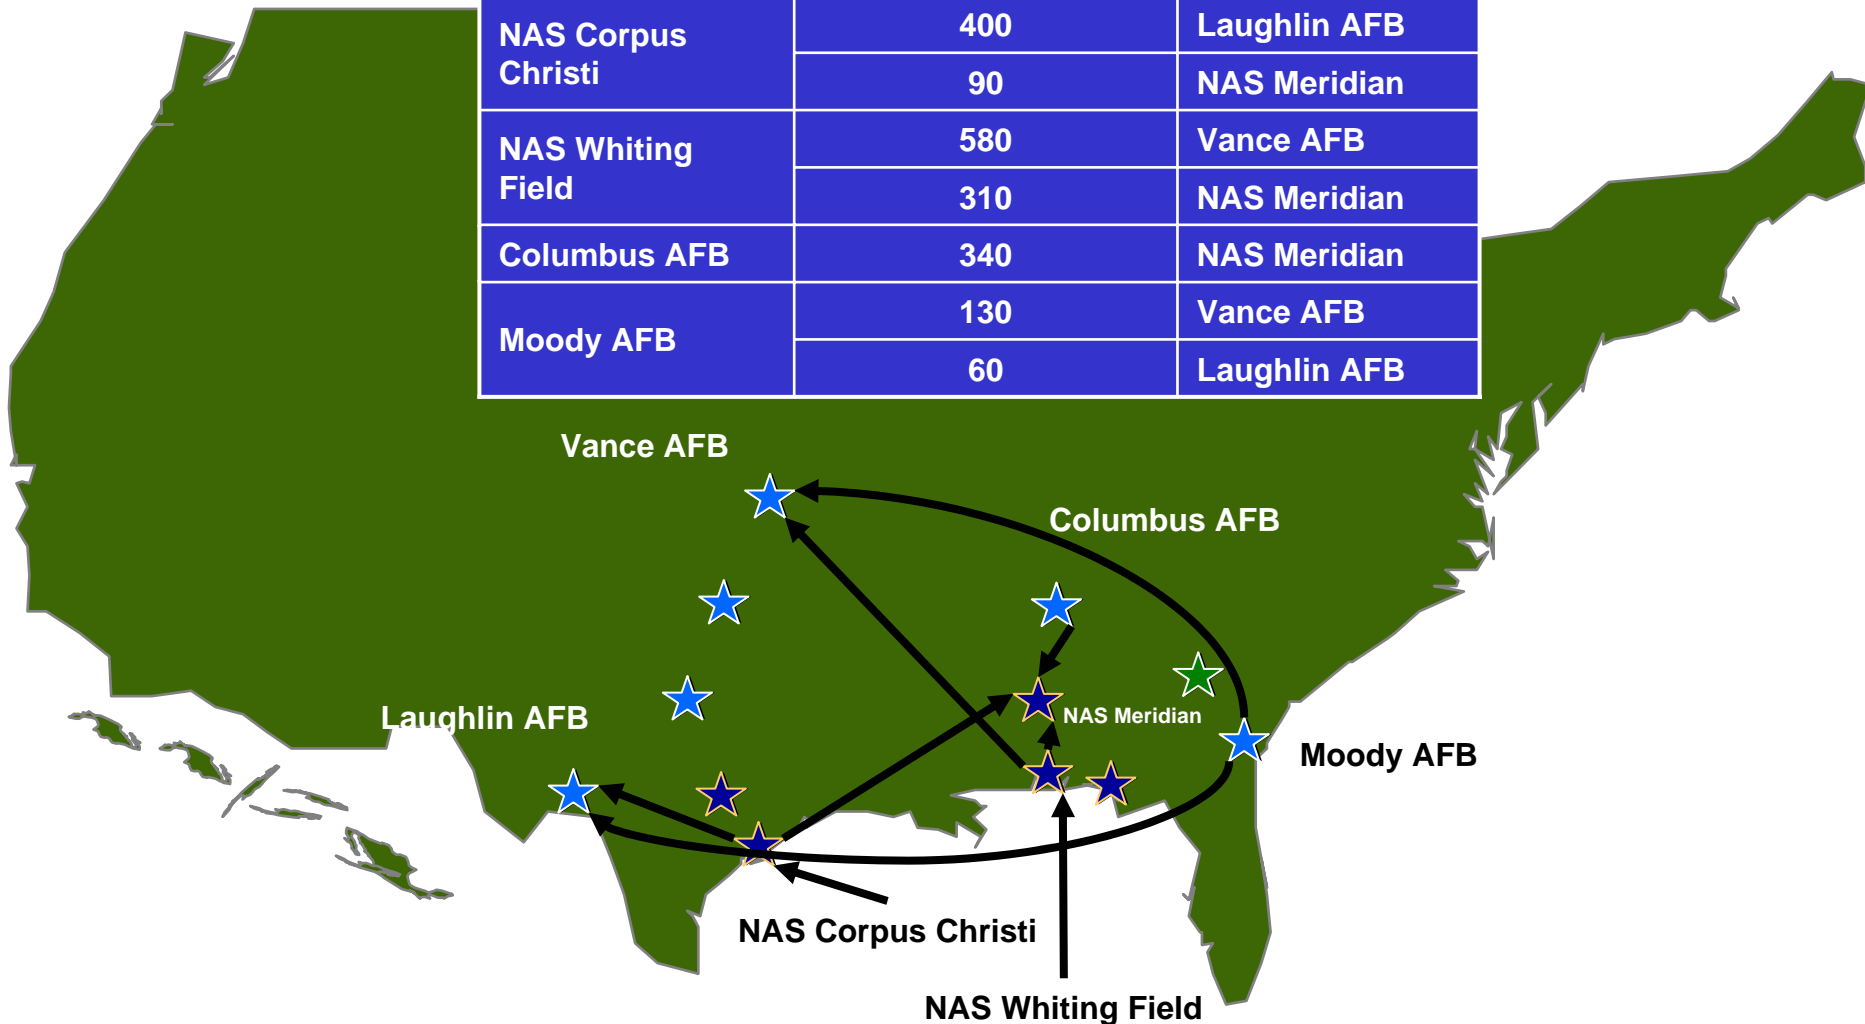 NAS Corpus
Christi
400
Laughlin AFB
90
NAS Meridian
NAS Whiting
Field
580
Vance AFB
310
NAS Meridian
Columbus AFB
340
NAS Meridian
Moody AFB
130
Vance AFB
60
Laughlin AFB
Vance AFB
Columbus AFB
Laughlin AFB
NAS Meridian
Moody AFB
NAS Corpus Christi
NAS Whiting Field